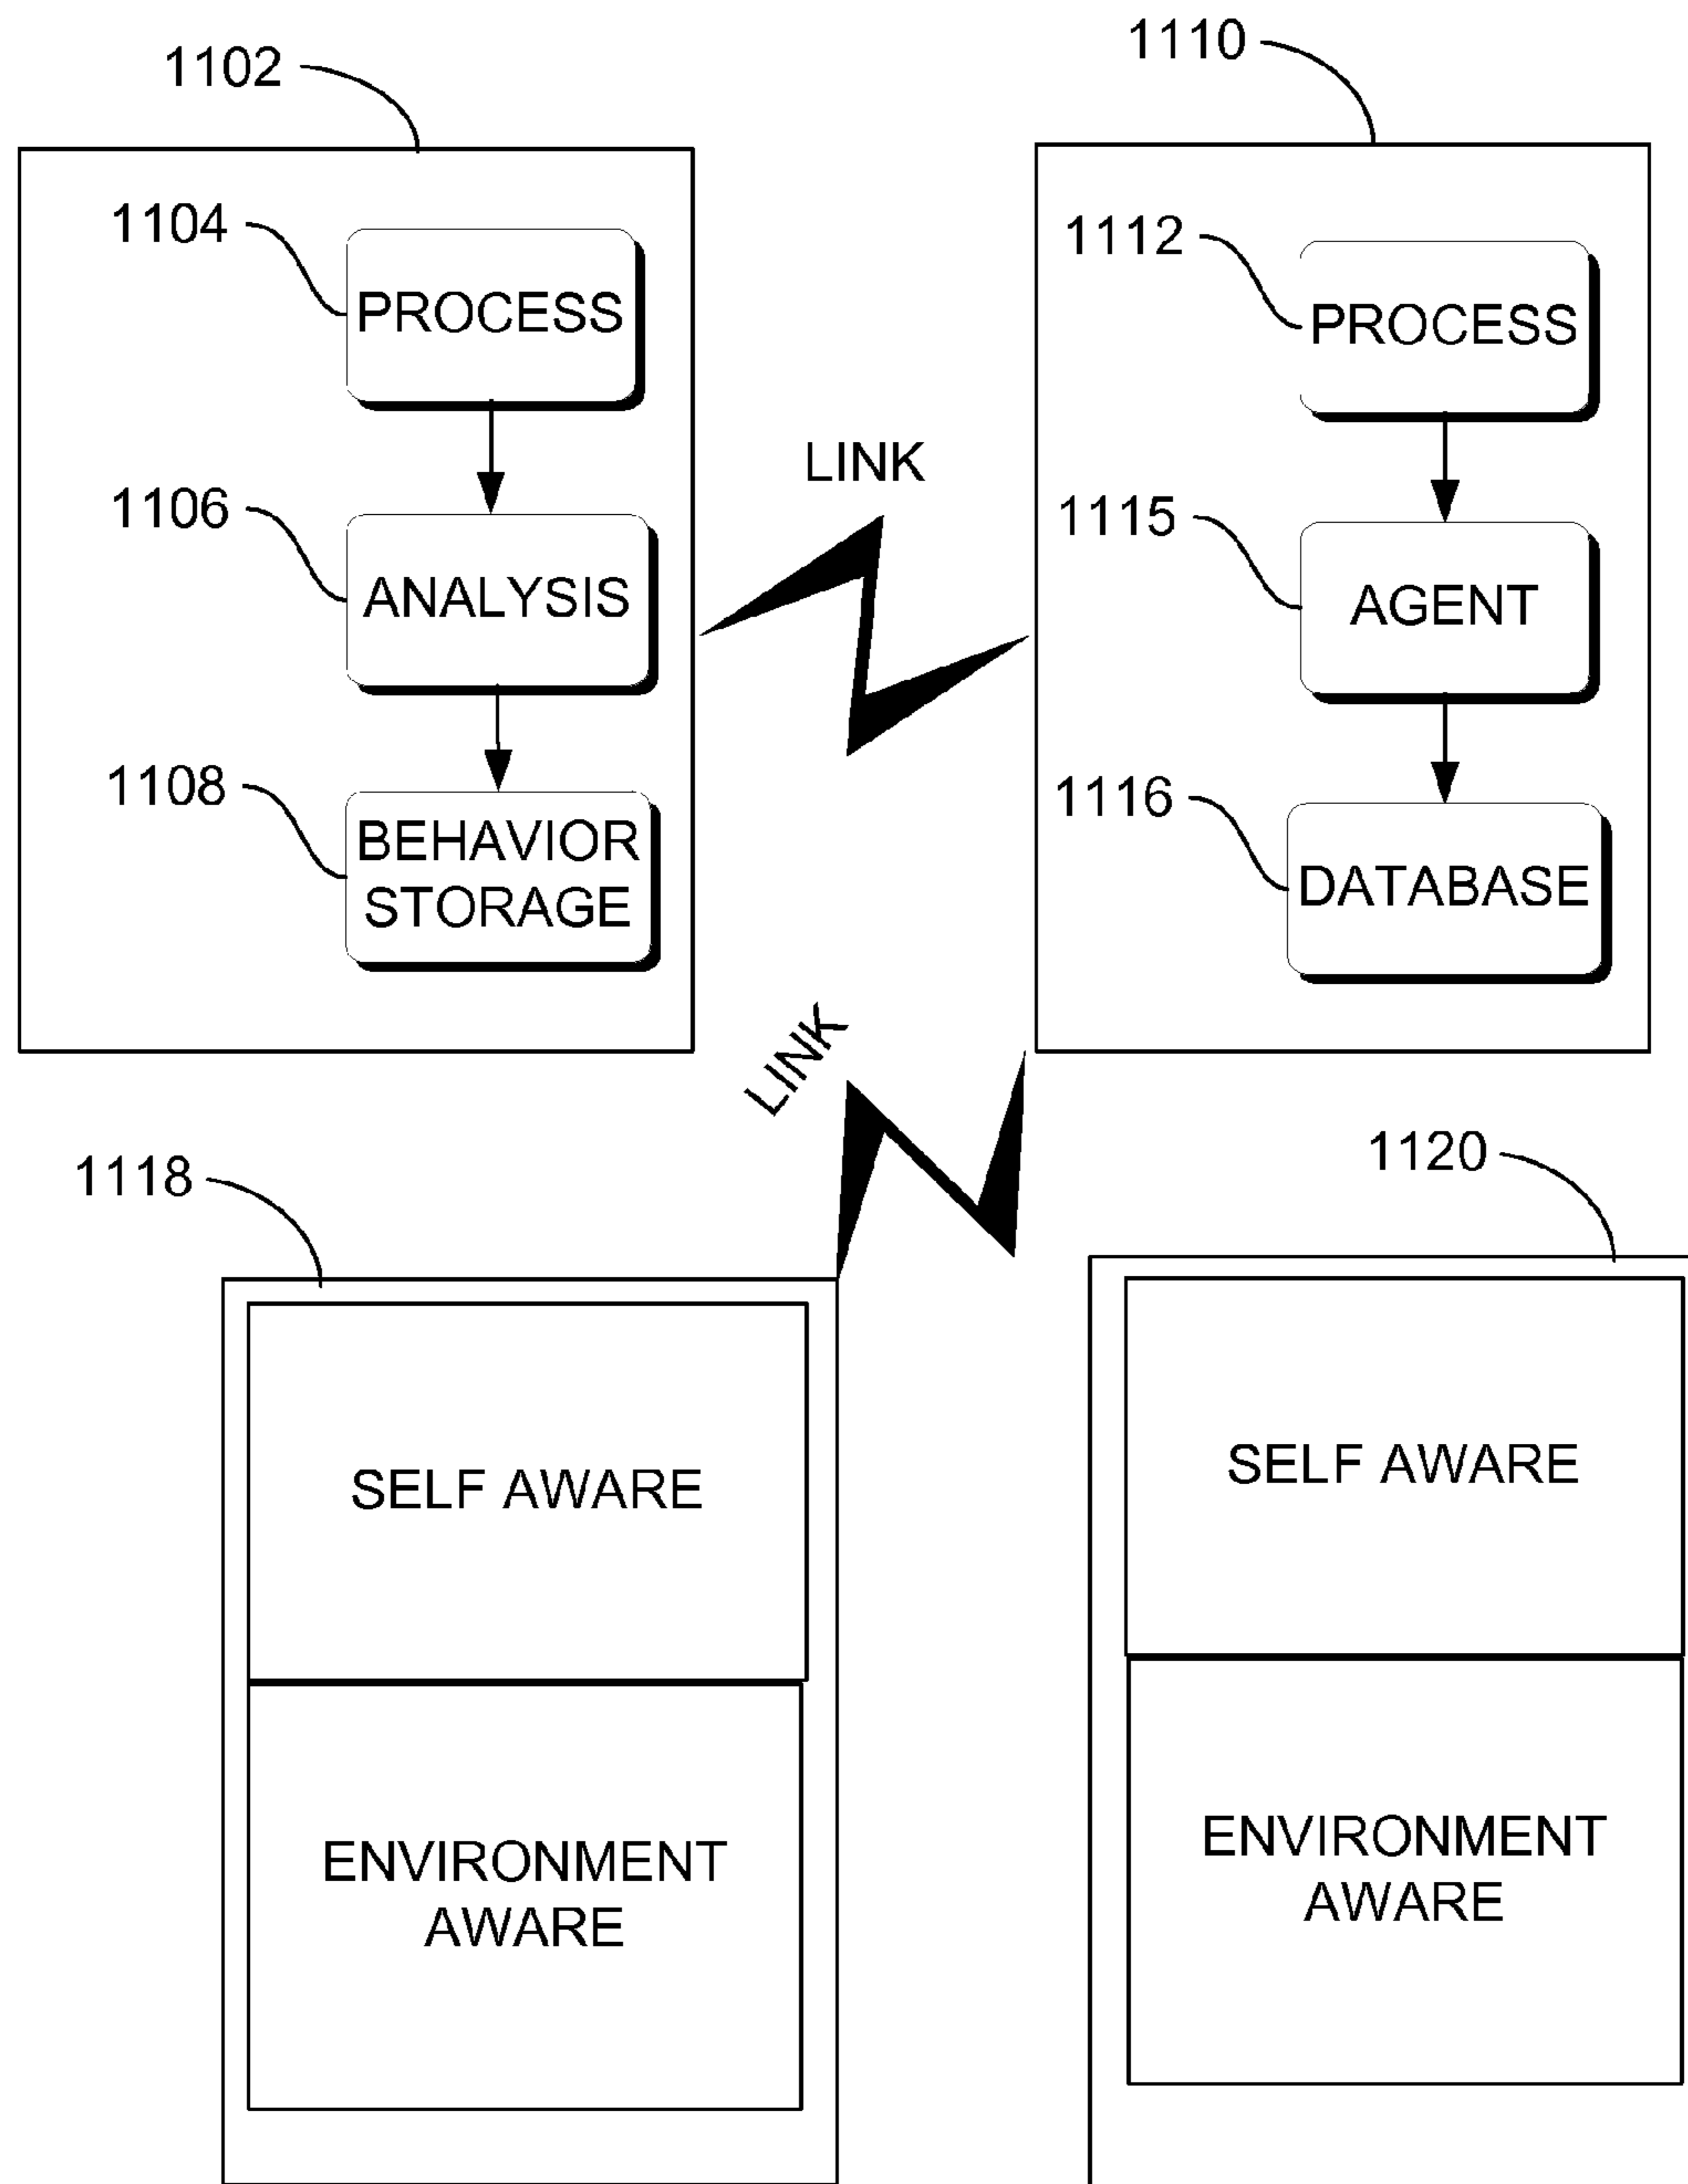 1102
1110
1104
PROCESS
1112
PROCESS
LINK
1106
ANALYSIS
1115
AGENT
1108
BEHAVIOR
STORAGE
1116
DATABASE
LINK
1118
1120
SELF AWARE
SELF AWARE
ENVIRONMENT
AWARE
ENVIRONMENT
AWARE